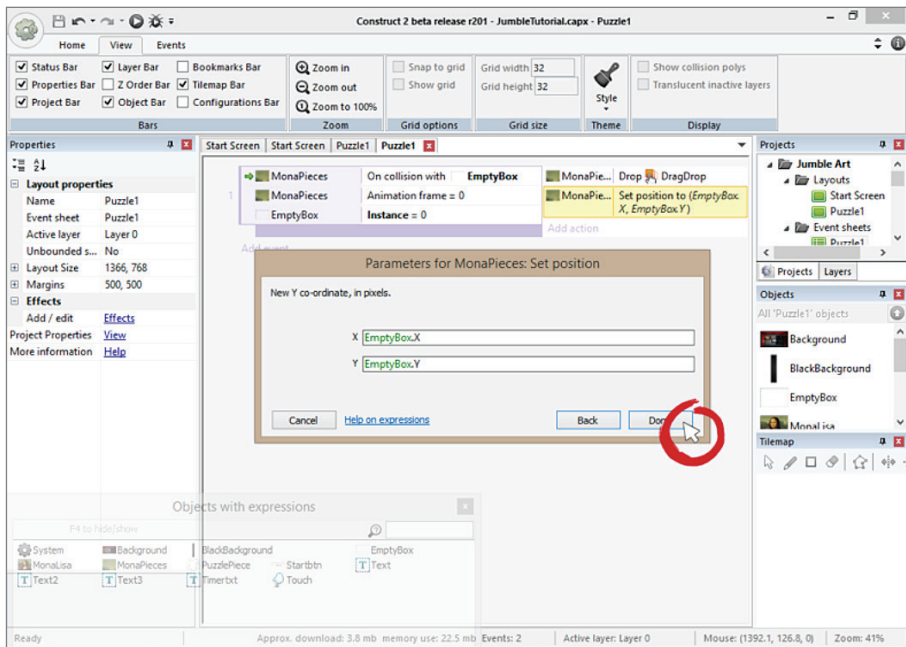 Construct 2 beta release r201 - JumbleTutorial.capx - Puzzle1
Home View Events
Status Bar Layer Bar Bookmarks Bar
Properties Bar Z Order Bar Tilemap Bar
Project Bar Object Bar Configurations Bar
Bars
Zoom in
Zoom out
Zoom to 100%
Zoom
Snap to grid
Show grid
Grid options
Grid width 32
Grid height 32
Grid size
Style
Theme
Show collision polys
Translucent inactive layers
Display
Properties
Layout properties
Name Puzzle1
Event sheet Puzzle1
Active layer Layer 0
Unbounded s... No
Layout Size 1366, 768
Margins 500, 500
Effects
Add / edit Effects
Project Properties View
More information Help
Start Screen Start Screen Puzzle1 Puzzle1
MonaPieces On collision with EmptyBox MonaPie... Drop DragDrop
1 MonaPieces Animation frame = 0 MonaPie... Set position to (EmptyBox.
X, EmptyBox.Y)
EmptyBox Instance = 0
Add action
Add event
Parameters for MonaPieces: Set position
New Y co-ordinate, in pixels.
X EmptyBox.X
Y EmptyBox.Y
Cancel Help on expressions Back
Projects
Jumble Art
Layouts
Start Screen
Puzzle1
Event sheets
Puzzle1
Projects Layers
Objects
All 'Puzzle1' objects
Background
BlackBackground
EmptyBox
MonaLisa
Tilemap
Objects with expressions
F4 to hide/show
System Background BlackBackground EmptyBox
MonaLisa MonaPieces PuzzlePiece Startbtn T Text
T Text2 T Text3 T Timertxt Touch
Ready Approx. download: 3.8 mb memory use: 22.5 mb Events: 2 Active layer: Layer 0 Mouse: (1392.1, 126.8, 0) Zoom: 41%